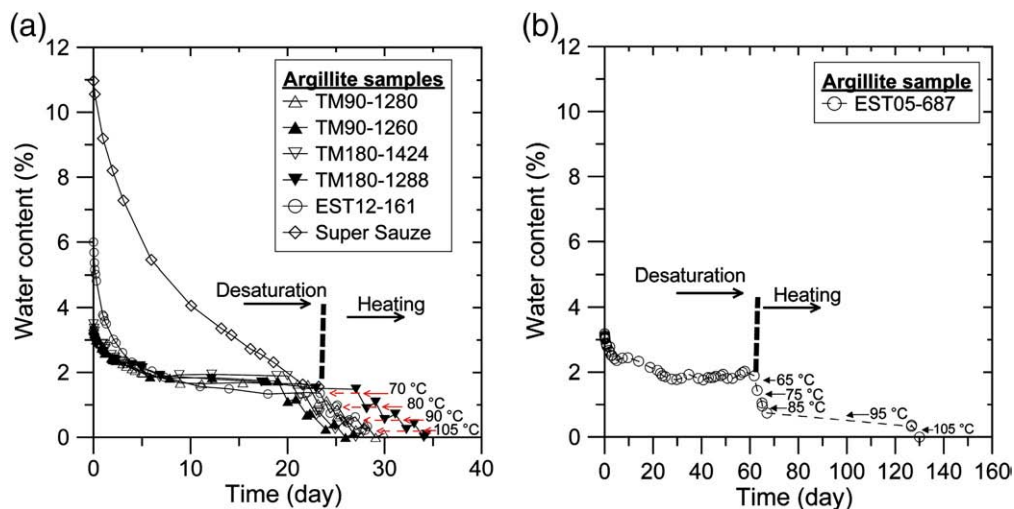 (a)
12
10
8
6
4
2
0
Water content (%)
Argillite samples
TM90-1280
TM90-1260
TM180-1424
TM180-1288
EST12-161
Super Sauze
Desaturation
Heating
70 °C
80 °C
90 °C
105 °C
0 10 20 30 40
Time (day)
(b)
12
10
8
6
4
2
0
Water content (%)
Argillite sample
EST05-687
Desaturation
Heating
65 °C
75 °C
85 °C
95 °C
105 °C
0 20 40 60 80 100 120 140 160
Time (day)